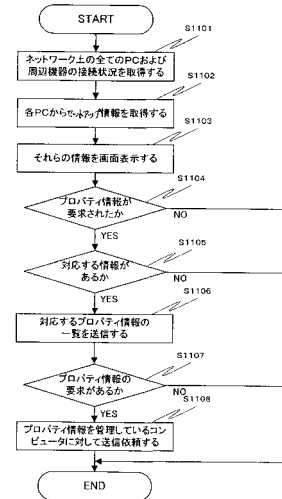 START
S1101
ネットワーク上の全てのPCおよび
周辺機器の接続状況を取得する
S1102
各PCからセットアップ情報を取得する
S1103
それらの情報を画面表示する
S1104
プロパティ情報が
要求されたか
NO
YES
S1105
対応する情報が
あるか
NO
YES
S1106
対応するプロパティ情報の
一覧を送信する
S1107
プロパティ情報の
要求があるか
NO
YES
S1108
プロパティ情報を管理しているコン
ピュータに対して送信依頼する
END